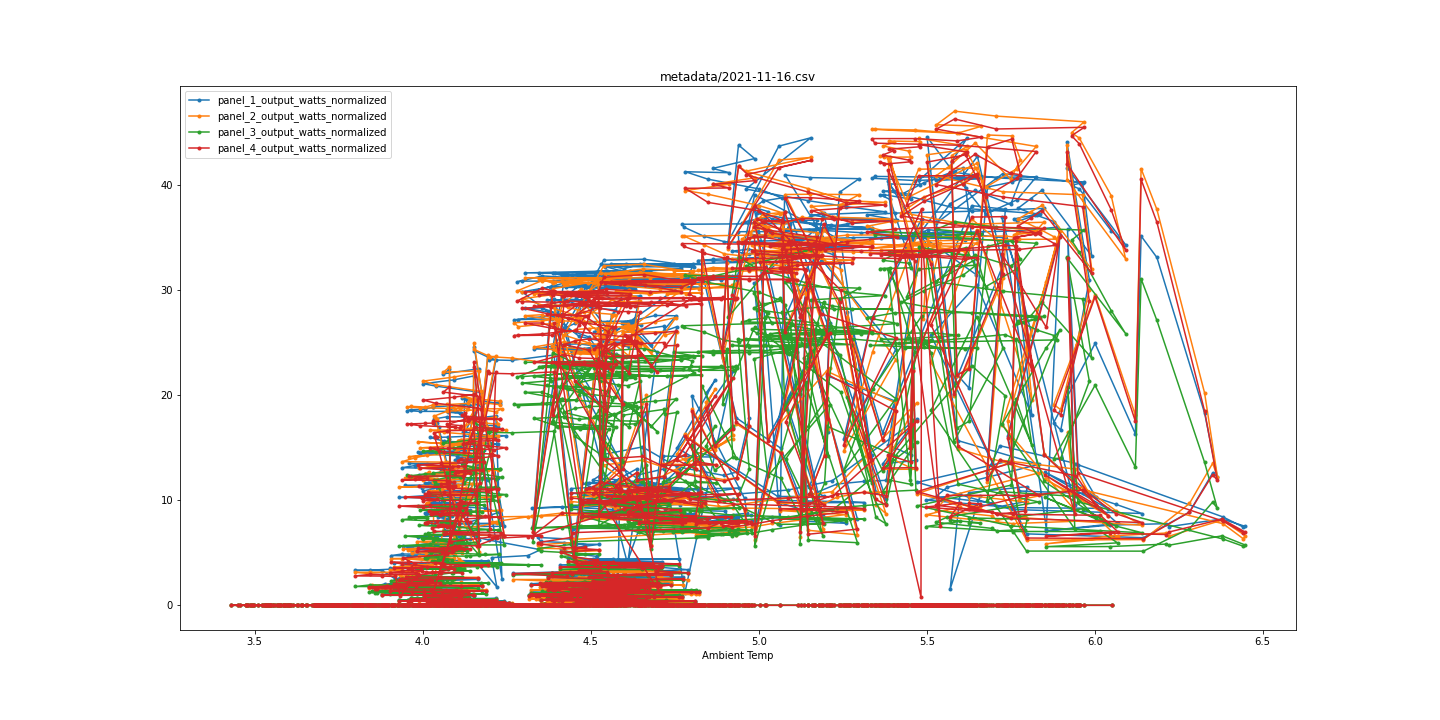 metadata/2021-11-16.csv
panel_1_output_watts_normalized
panel_2_output_watts_normalized
panel_3_output_watts_normalized
panel_4_output_watts_normalized
40
30
20
10
0
3.5 4.0 4.5 5.0 5.5 6.0 6.5
Ambient Temp